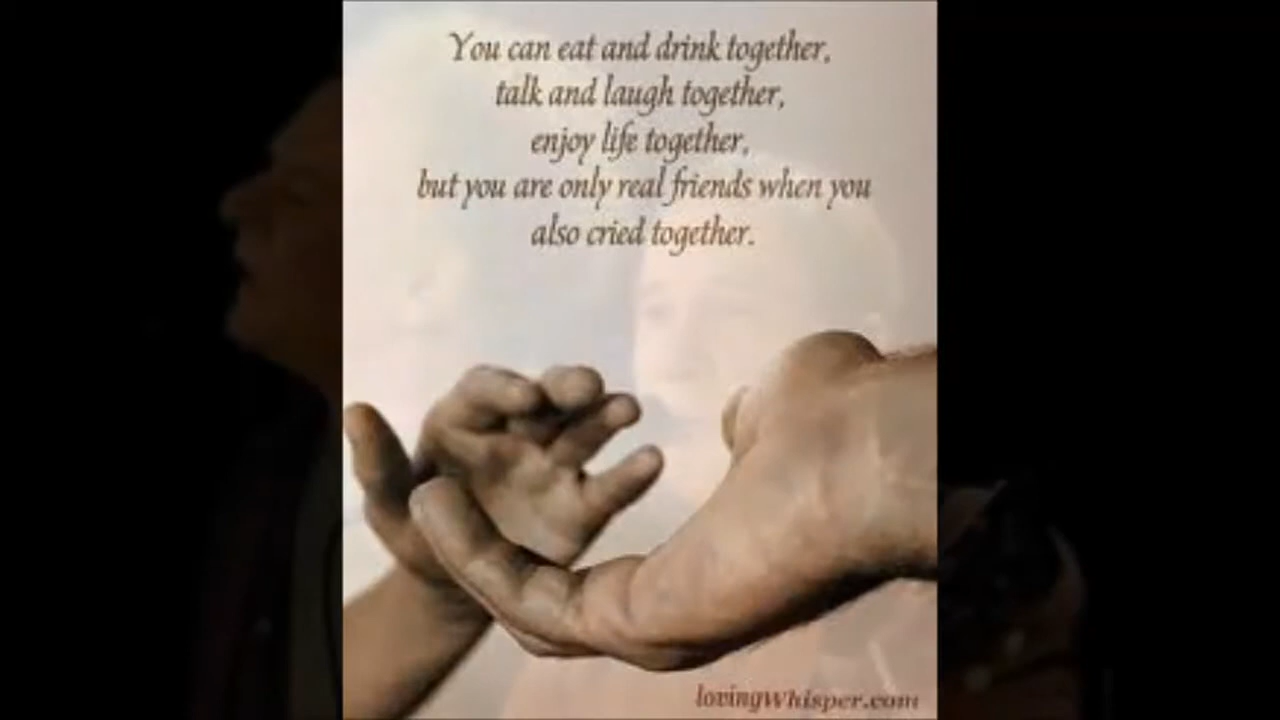 You can eat and drink together,
talk and laugh together,
enjoy life together,
but you are only real friends when you
also cried together.
lovingWhisper.com